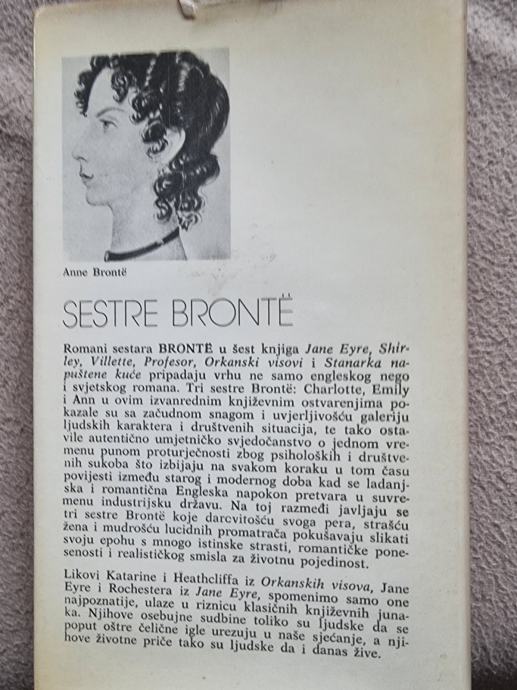 Anne Brontë
SESTRE BRONTË
Romani sestara BRONTË u šest knjiga Jane Eyre, Shir-
ley, Villette, Profesor, Orkanski visovi i Stanarka na-
puštene kuće pripadaju vrhu ne samo engleskog nego
i svjetskog romana. Tri sestre Brontë: Charlotte, Emily
i Ann u ovim izvanrednim književnim ostvarenjima po-
kazale su sa začudnom snagom i uvjerljivošću galeriju
ljudskih karaktera i društvenih situacija, te tako osta-
vile autentično umjetničko svjedočanstvo o jednom vre-
menu punom proturječnosti zbog psiholoških i društve-
nih sukoba što izbijaju na svakom koraku u tom času
povijesti između starog i modernog doba kad se ladanj-
ska i romantična Engleska napokon pretvara u suvre-
menu industrijsku državu. Na toj razmeđi javljaju se
tri sestre Brontë koje darcvitošću svoga pera, strašću
žena i mudrošću lucidnih promatrača pokušavaju slikati
svoju epohu s mnogo istinske strasti, romantičke pone-
senosti i realističkog smisla za životnu pojedinost.
Likovi Katarine i Heathcliffa iz Orkanskih visova, Jane
Eyre i Rochestera iz Jane Eyre, spomenimo samo one
najpoznatije, ulaze u riznicu klasičnih književnih juna-
ka. Njihove osebujne sudbine toliko su ljudske da se
poput oštre čelične igle urezuju u naše sjećanje, a nji-
hove životne priče tako su ljudske da i danas žive.